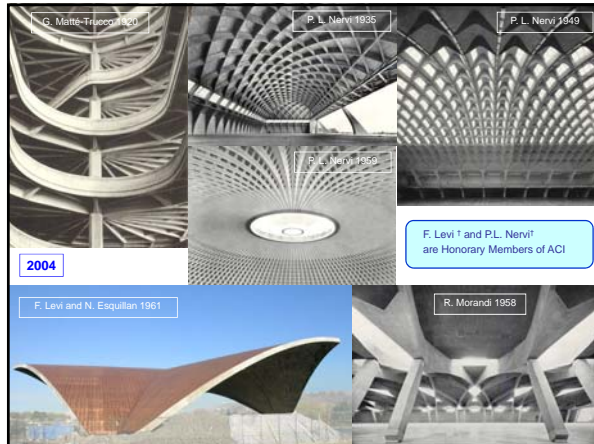 G. Matté-Trucco 1920
P. L. Nervi 1935
P. L. Nervi 1949
P. L. Nervi 1959
F. Levi † and P.L. Nervi†
are Honorary Members of ACI
2004
F. Levi and N. Esquillan 1961
R. Morandi 1958